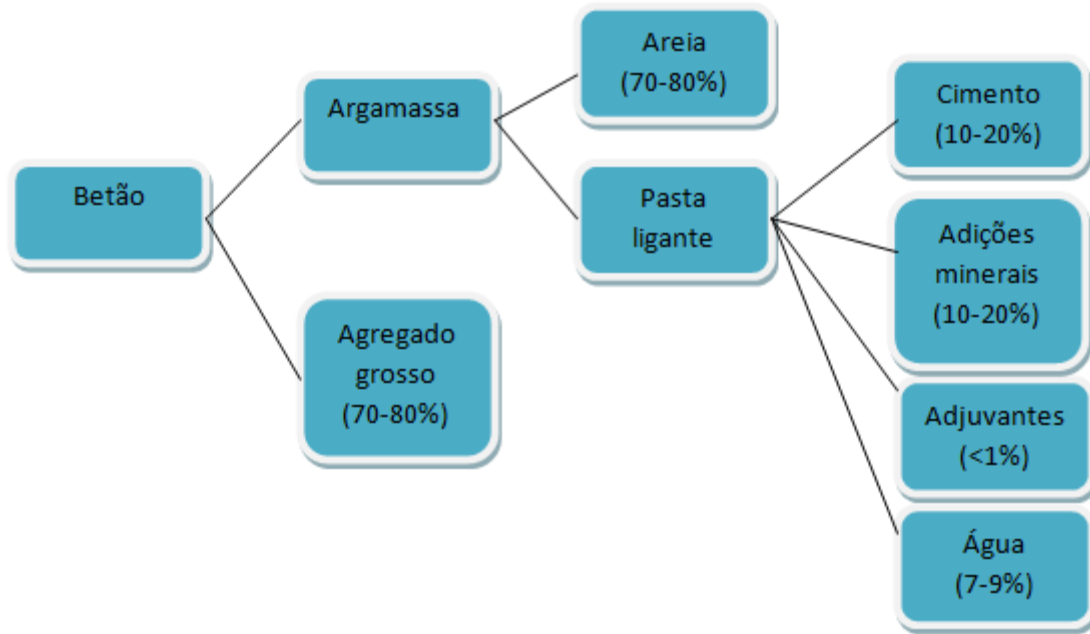 Betão
Argamassa
Agregado
grosso
(70-80%)
Areia
(70-80%)
Pasta
ligante
Cimento
(10-20%)
Adições
minerais
(10-20%)
Adjuvantes
(<1%)
Água
(7-9%)